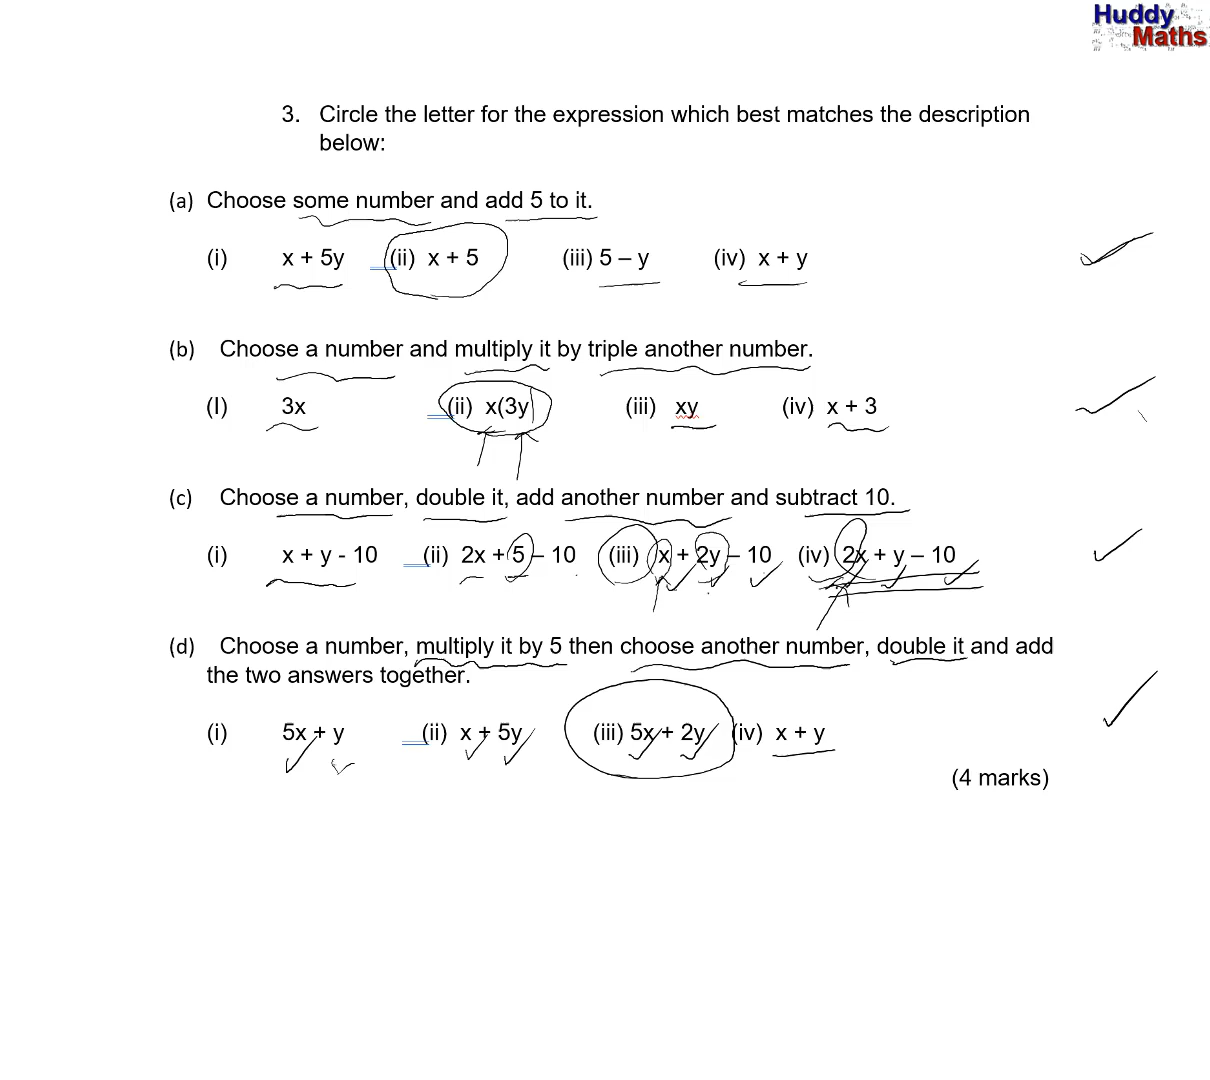 Huddy
Maths
3. Circle the letter for the expression which best matches the description
below:
(a) Choose some number and add 5 to it.
(i) x + 5y (ii) x + 5 (iii) 5 – y (iv) x + y
(b) Choose a number and multiply it by triple another number.
(I) 3x (ii) x(3y) (iii) xy (iv) x + 3
(c) Choose a number, double it, add another number and subtract 10.
(i) x + y - 10 (ii) 2x + 5 – 10 (iii) x + 2y – 10 (iv) 2x + y – 10
(d) Choose a number, multiply it by 5 then choose another number, double it and add
the two answers together.
(i) 5x + y (ii) x + 5y (iii) 5x + 2y (iv) x + y
(4 marks)